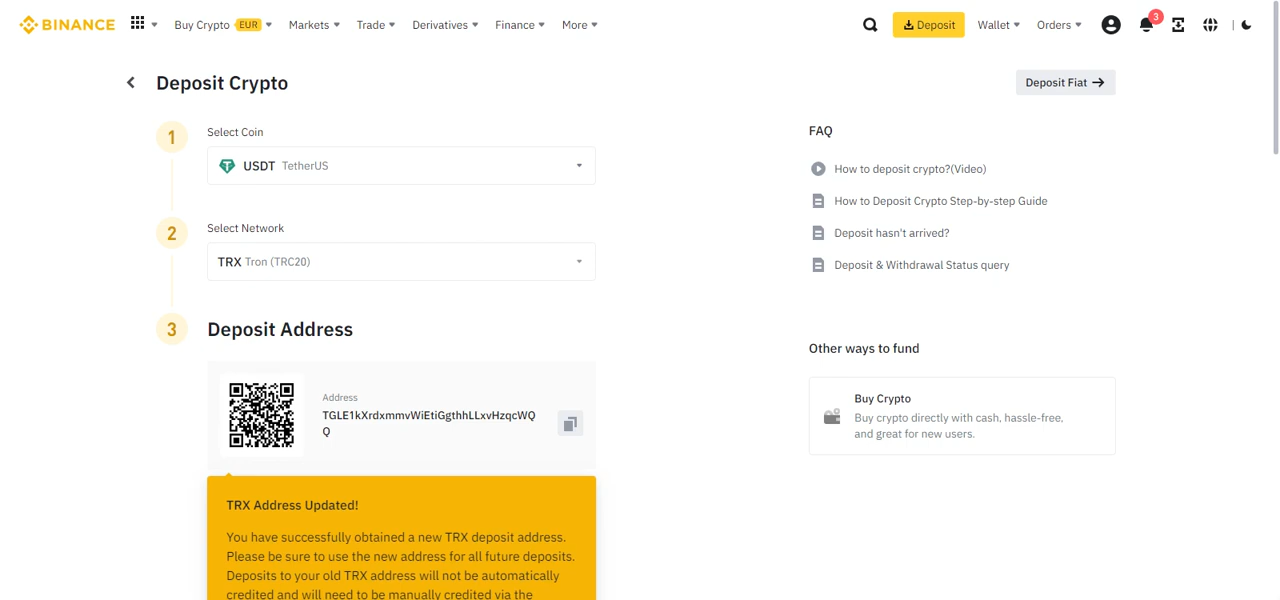 BINANCE
Buy Crypto EUR
Markets
Trade
Derivatives
Finance
More
Deposit
Wallet
Orders
3
Deposit Crypto
Deposit Fiat
1
Select Coin
USDT TetherUS
2
Select Network
TRX Tron (TRC20)
3
Deposit Address
Address
TGLE1kXrdxmmvWiEtiGgthhLLxvHzqcWQ
Q
TRX Address Updated!
You have successfully obtained a new TRX deposit address.
Please be sure to use the new address for all future deposits.
Deposits to your old TRX address will not be automatically
credited and will need to be manually credited via the
FAQ
How to deposit crypto?(Video)
How to Deposit Crypto Step-by-step Guide
Deposit hasn't arrived?
Deposit & Withdrawal Status query
Other ways to fund
Buy Crypto
Buy crypto directly with cash, hassle-free,
and great for new users.